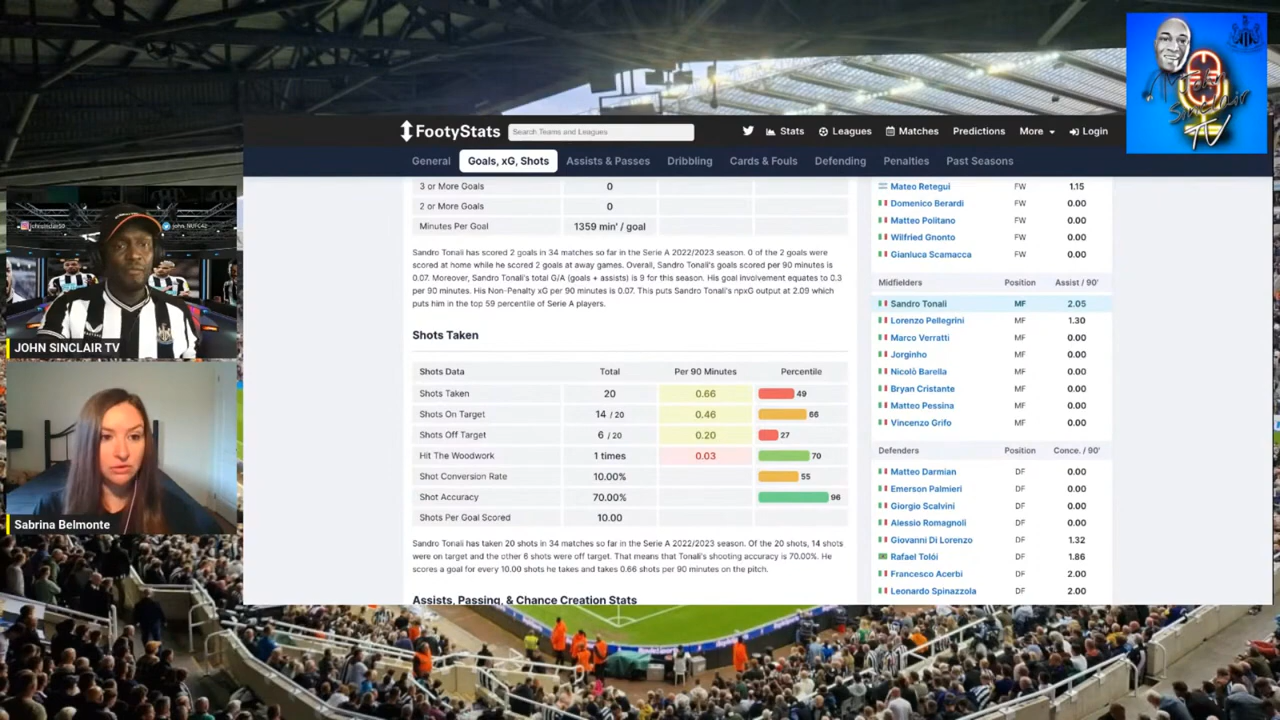 John
Sinclair
TV
FootyStats
Search Teams and Leagues
Stats
Leagues
Matches
Predictions
More
Login
General
Goals, xG, Shots
Assists & Passes
Dribbling
Cards & Fouls
Defending
Penalties
Past Seasons
3 or More Goals 0
2 or More Goals 0
Minutes Per Goal 1359 min' / goal
Sandro Tonali has scored 2 goals in 34 matches so far in the Serie A 2022/2023 season. 0 of the 2 goals were
scored at home while he scored 2 goals at away games. Overall, Sandro Tonali's goals scored per 90 minutes is
0.07. Moreover, Sandro Tonali's total G/A (goals + assists) is 9 for this season. His goal involvement equates to 0.3
per 90 minutes. His Non-Penalty xG per 90 minutes is 0.07. This puts Sandro Tonali's npxG output at 2.09 which
puts him in the top 59 percentile of Serie A players.
Shots Taken
Shots Data Total Per 90 Minutes Percentile
Shots Taken 20 0.66 49
Shots On Target 14 / 20 0.46 66
Shots Off Target 6 / 20 0.20 27
Hit The Woodwork 1 times 0.03 70
Shot Conversion Rate 10.00% 55
Shot Accuracy 70.00% 96
Shots Per Goal Scored 10.00
Sandro Tonali has taken 20 shots in 34 matches so far in the Serie A 2022/2023 season. Of the 20 shots, 14 shots
were on target and the other 6 shots were off target. That means that Tonali's shooting accuracy is 70.00%. He
scores a goal for every 10.00 shots he takes and takes 0.66 shots per 90 minutes on the pitch.
Assists, Passing, & Chance Creation Stats
Mateo Retegui FW 1.15
Domenico Berardi FW 0.00
Matteo Politano FW 0.00
Wilfried Gnonto FW 0.00
Gianluca Scamacca FW 0.00
Midfielders Position Assist / 90'
Sandro Tonali MF 2.05
Lorenzo Pellegrini MF 1.30
Marco Verratti MF 0.00
Jorginho MF 0.00
Nicolò Barella MF 0.00
Bryan Cristante MF 0.00
Matteo Pessina MF 0.00
Vincenzo Grifo MF 0.00
Defenders Position Conce. / 90'
Matteo Darmian DF 0.00
Emerson Palmieri DF 0.00
Giorgio Scalvini DF 0.00
Alessio Romagnoli DF 0.00
Giovanni Di Lorenzo DF 1.32
Rafael Tolói DF 1.86
Francesco Acerbi DF 2.00
Leonardo Spinazzola DF 2.00
JOHN SINCLAIR TV
Sabrina Belmonte